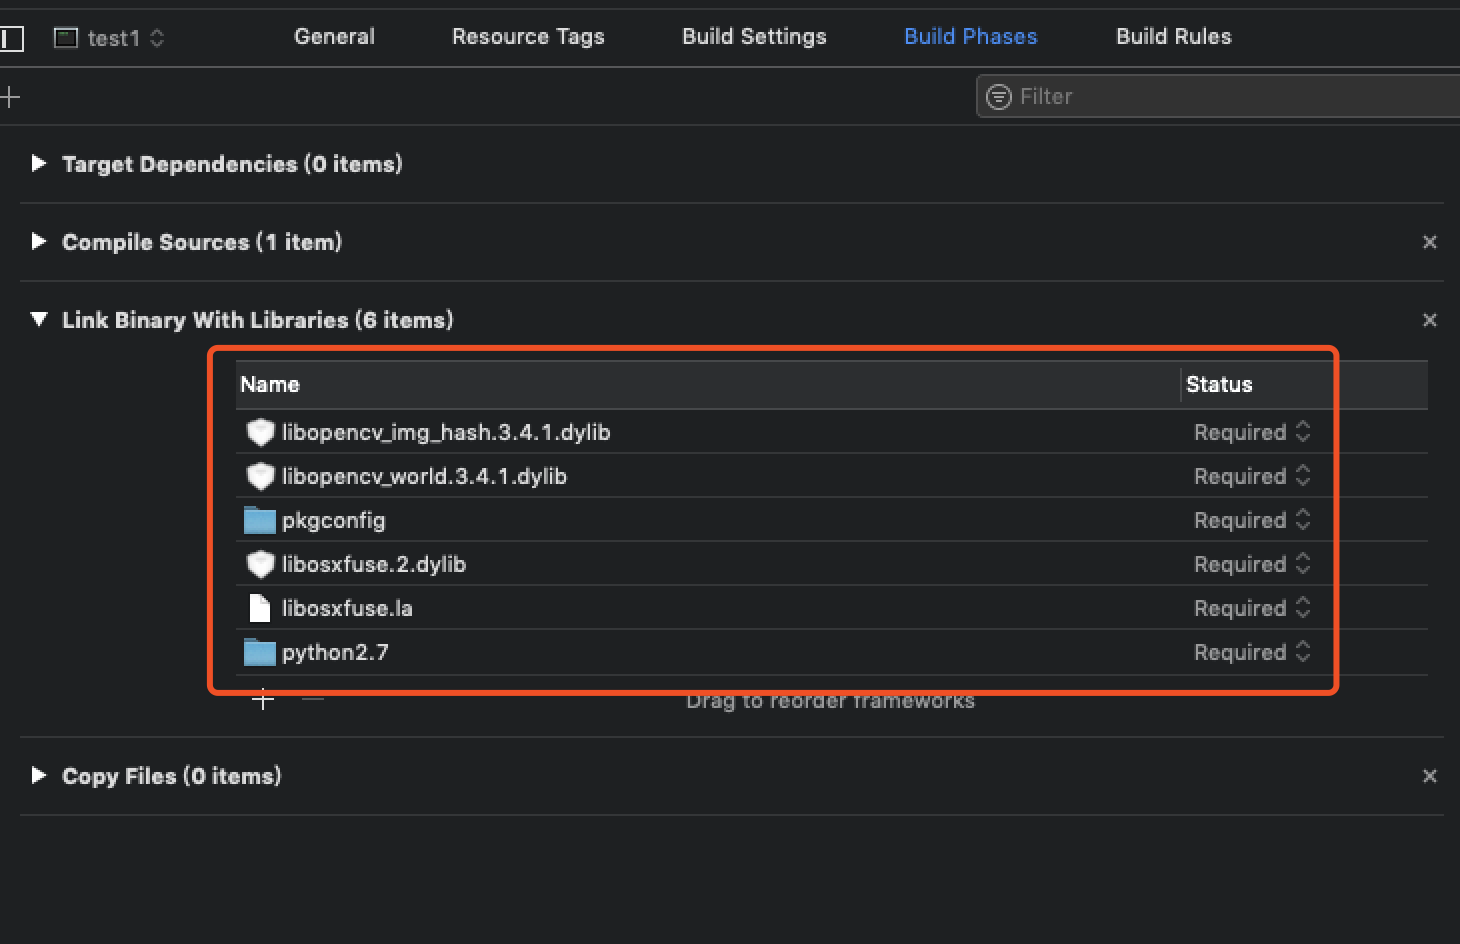 test1 General Resource Tags Build Settings Build Phases Build Rules
Filter
Target Dependencies (0 items)
Compile Sources (1 item)
Link Binary With Libraries (6 items)
Name Status
libopencv_img_hash.3.4.1.dylib Required
libopencv_world.3.4.1.dylib Required
pkgconfig Required
libosxfuse.2.dylib Required
libosxfuse.la Required
python2.7 Required
Drag to reorder frameworks
Copy Files (0 items)